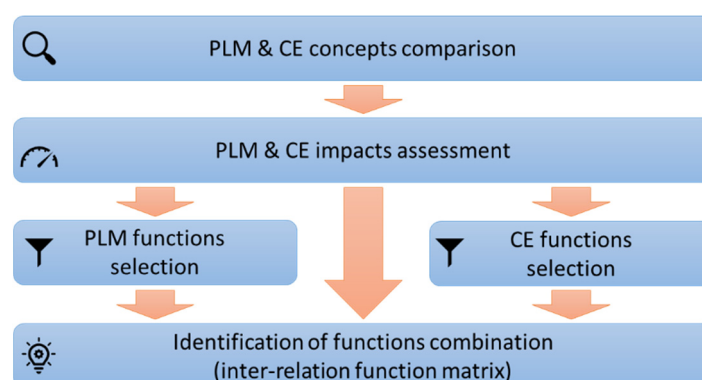 PLM & CE concepts comparison
PLM & CE impacts assessment
PLM functions
selection
CE functions
selection
Identification of functions combination
(inter-relation function matrix)